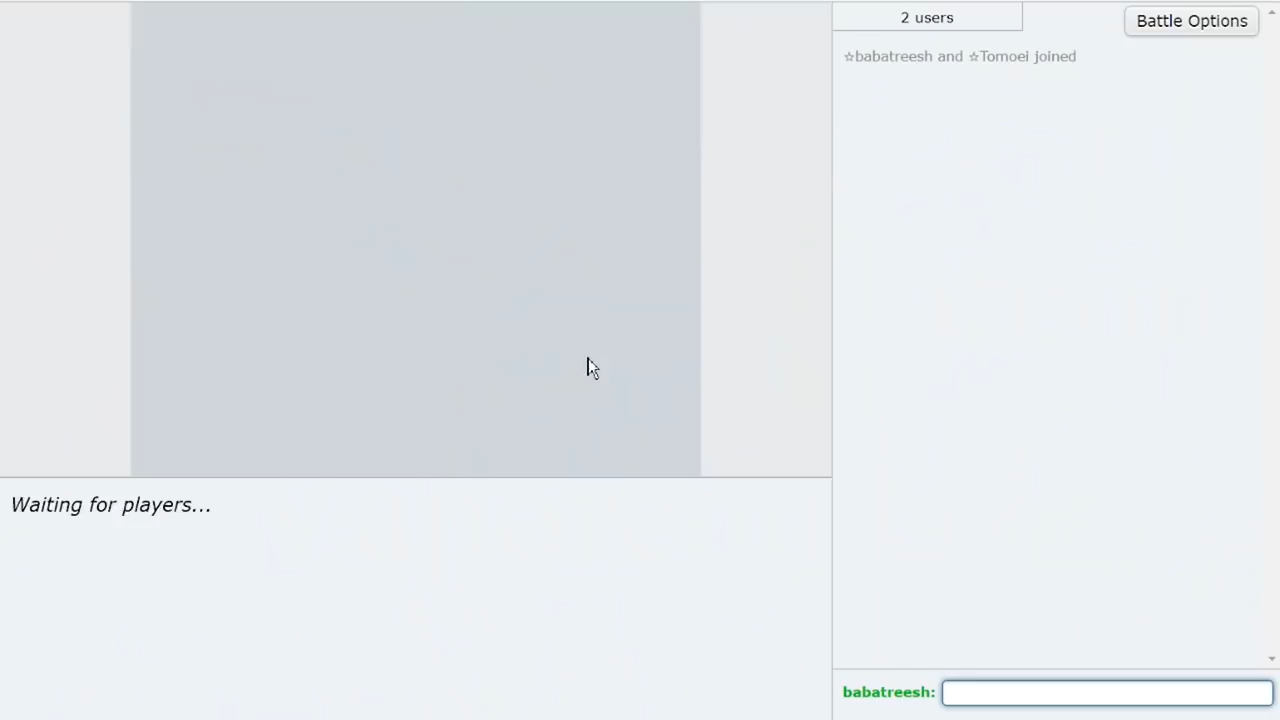 2 users
Battle Options
☆babatreesh and ☆Tomoei joined
Waiting for players...
babatreesh: